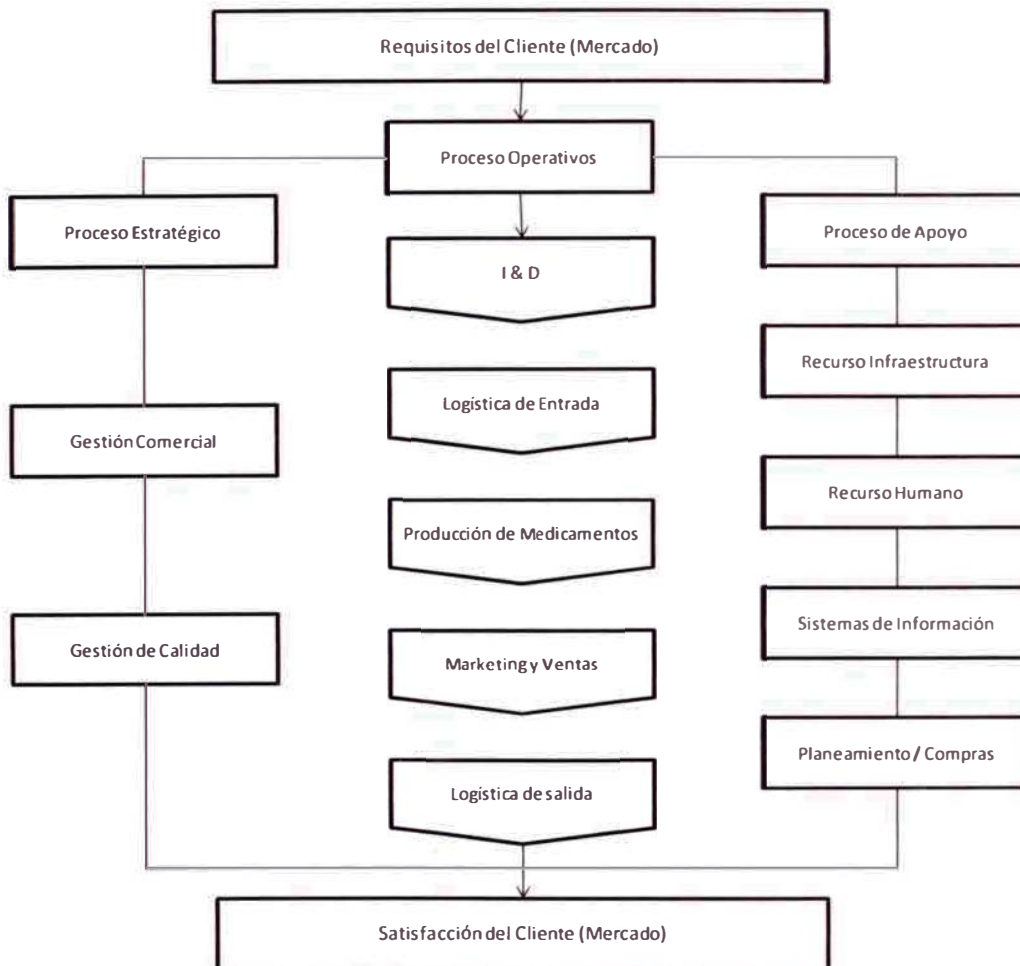 Requisitos del Cliente (Mercado)
Proceso Operativos
Proceso Estratégico
Proceso de Apoyo
I & D
Recurso Infraestructura
Logística de Entrada
Gestión Comercial
Recurso Humano
Producción de Medicamentos
Sistemas de Información
Gestión de Calidad
Marketing y Ventas
Planeamiento / Compras
Logística de salida
Satisfacción del Cliente (Mercado)